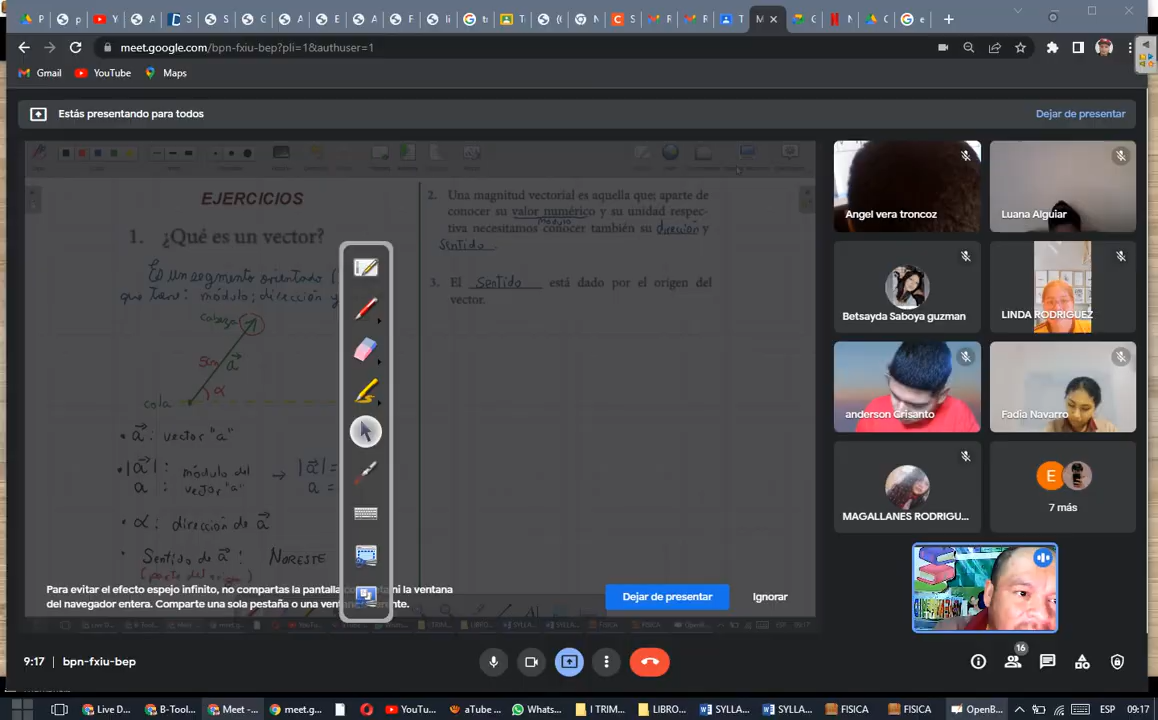 meet.google.com/bpn-fxiu-bep?pli=1&authuser=1
Gmail YouTube Maps
Estás presentando para todos
Dejar de presentar
EJERCICIOS
1. ¿Qué es un vector?
Es un segmento orientado (
que tiene: módulo; dirección y
cabeza
5m
a
α
cola
• a: vector "a"
• |a| : módulo del → |a| =
a : vector "a" a =
• α: dirección de a
• Sentido de a: NORESTE
(parte del origen)
2. Una magnitud vectorial es aquella que; aparte de
conocer su valor numérico y su unidad respec-
módulo
tiva necesitamos conocer también su dirección y
Sentido.
3. El Sentido está dado por el origen del
vector.
Para evitar el efecto espejo infinito, no compartas la pantalla
ni la ventana
del navegador entera. Comparte una sola pestaña o una
Dejar de presentar
Ignorar
Angel vera troncoz
Luana Alguiar
Betsayda Saboya guzman
LINDA RODRIGUEZ
anderson Crisanto
Fadia Navarro
MAGALLANES RODRIGU...
E
7 más
9:17 | bpn-fxiu-bep
16
Live D... B-Tool... Meet -... meet.g... YouTu... aTube ... Whats... I TRIM... LIBRO... SYLLA... SYLLA... FISICA FISICA OpenB... ESP 09:17